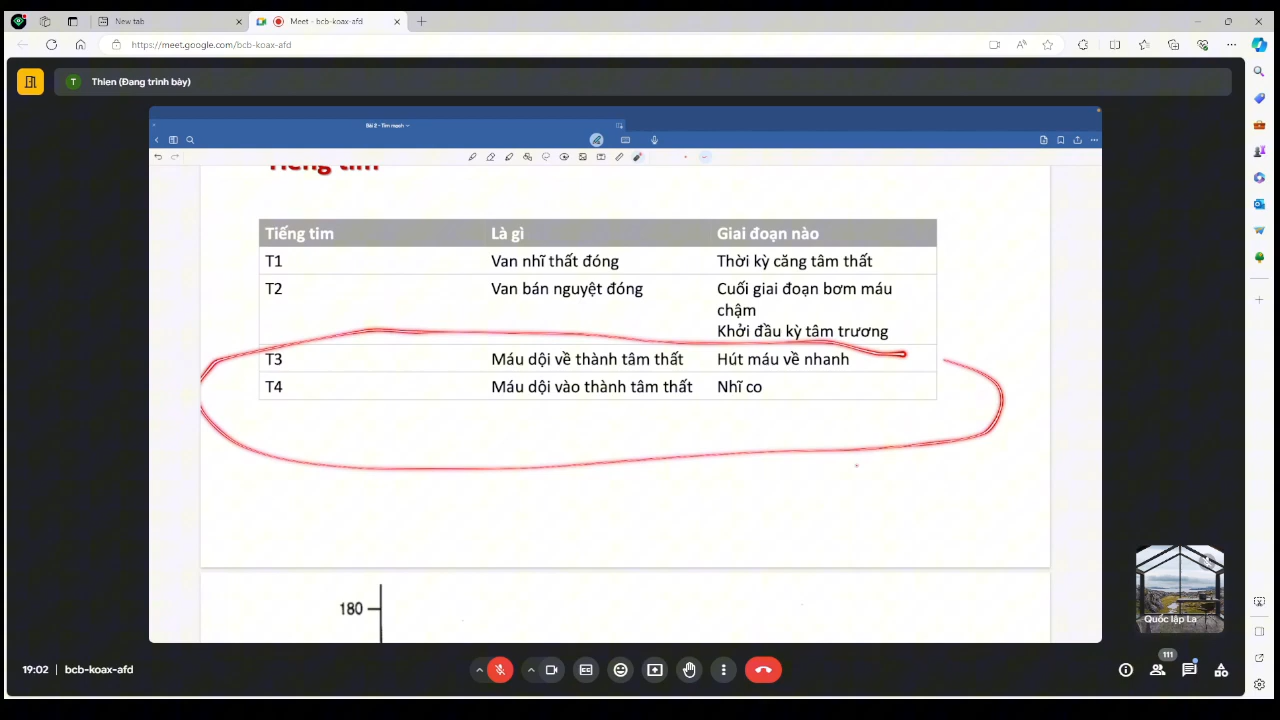 New tab
Meet - bcb-koax-afd
https://meet.google.com/bcb-koax-afd
T
Thien (Đang trình bày)
Bài 2 - Tim mạch
Tiếng tim
Tiếng tim Là gì Giai đoạn nào
T1 Van nhĩ thất đóng Thời kỳ căng tâm thất
T2 Van bán nguyệt đóng Cuối giai đoạn bơm máu
chậm
Khởi đầu kỳ tâm trương
T3 Máu dội về thành tâm thất Hút máu về nhanh
T4 Máu dội vào thành tâm thất Nhĩ co
180
Quốc lập La
19:02 bcb-koax-afd
111